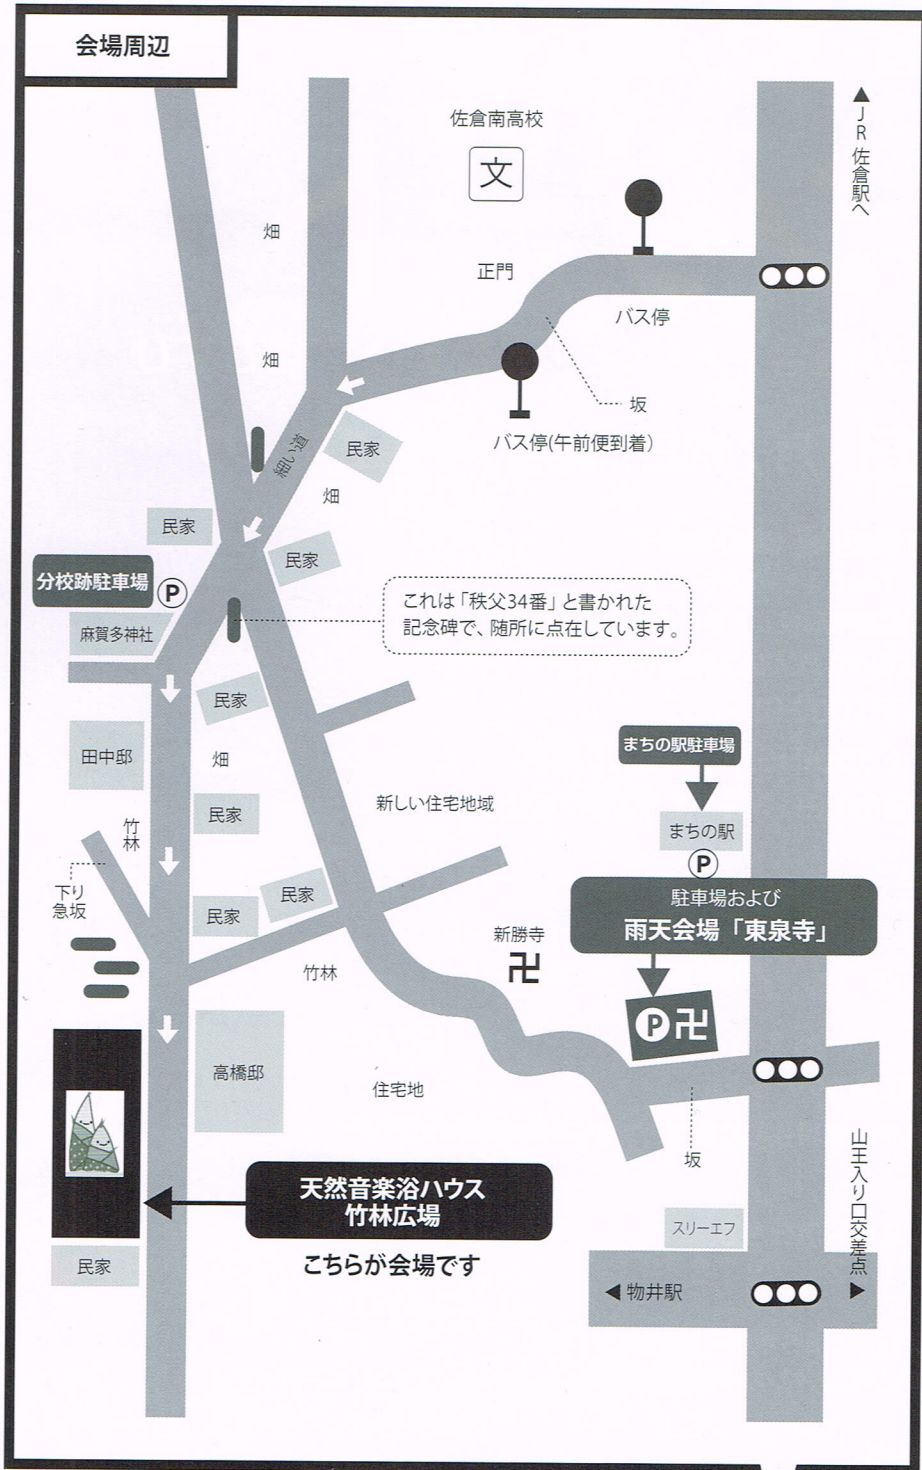 会場周辺
▲JR佐倉駅へ
佐倉南高校
文
畑
正門
バス停
畑
坂
バス停(午前便到着)
細い道
民家
畑
民家
民家
分校跡駐車場
P
これは「秩父34番」と書かれた
記念碑で、随所に点在しています。
麻賀多神社
民家
田中邸
畑
まちの駅駐車場
新しい住宅地域
民家
竹林
まちの駅
P
下り
急坂
民家
民家
駐車場および
雨天会場「東泉寺」
新勝寺
卍
竹林
P卍
高橋邸
住宅地
坂
山王入り口交差点
天然音楽浴ハウス
竹林広場
スリーエフ
民家
こちらが会場です
◀物井駅
▶